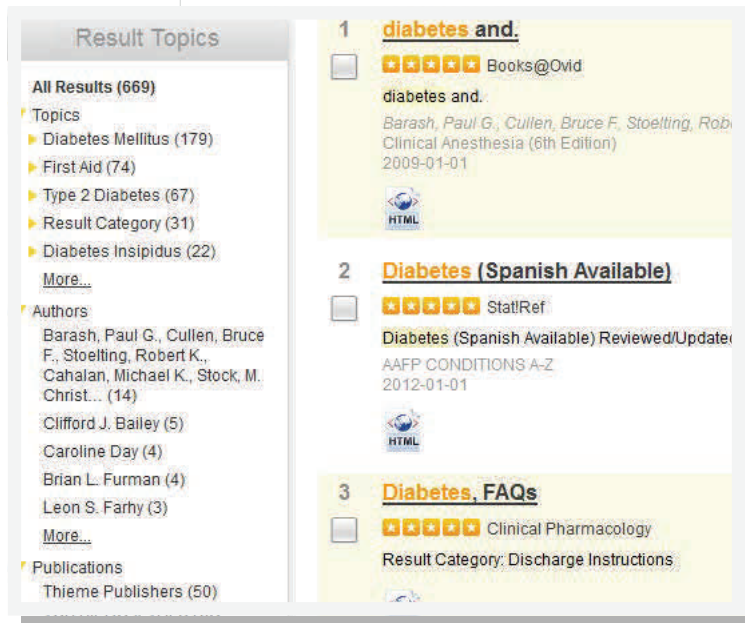 Result Topics
All Results (669)
Topics
Diabetes Mellitus (179)
First Aid (74)
Type 2 Diabetes (67)
Result Category (31)
Diabetes Insipidus (22)
More...
Authors
Barash, Paul G., Cullen, Bruce
F., Stoelting, Robert K.,
Cahalan, Michael K., Stock, M.
Christ... (14)
Clifford J. Bailey (5)
Caroline Day (4)
Brian L. Furman (4)
Leon S. Farhy (3)
More...
Publications
Thieme Publishers (50)
1 diabetes and.
Books@Ovid
diabetes and.
Barash, Paul G., Cullen, Bruce F., Stoelting, Rob
Clinical Anesthesia (6th Edition)
2009-01-01
HTML
2 Diabetes (Spanish Available)
Stat!Ref
Diabetes (Spanish Available) Reviewed/Updated
AAFP CONDITIONS A-Z
2012-01-01
HTML
3 Diabetes, FAQs
Clinical Pharmacology
Result Category: Discharge Instructions